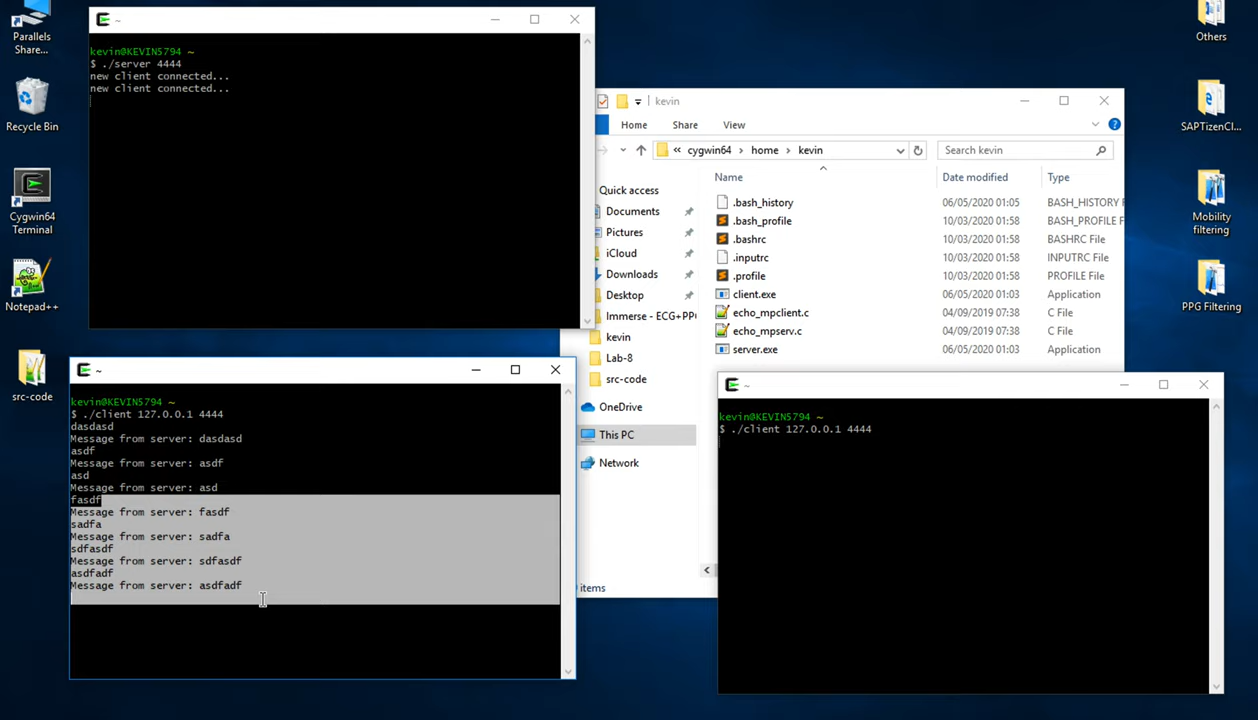 Parallels
Share...
Recycle Bin
Cygwin64
Terminal
Notepad++
src-code
~
kevin@KEVIN5794 ~
$ ./server 4444
new client connected...
new client connected...
kevin
Home Share View
« cygwin64 > home > kevin
Search kevin
Name Date modified Type
Quick access
Documents
Pictures
iCloud
Downloads
Desktop
Immerse - ECG+PP
kevin
Lab-8
src-code
OneDrive
This PC
Network
.bash_history 06/05/2020 01:05 BASH_HISTORY F
.bash_profile 10/03/2020 01:58 BASH_PROFILE F
.bashrc 10/03/2020 01:58 BASHRC File
.inputrc 10/03/2020 01:58 INPUTRC File
.profile 10/03/2020 01:58 PROFILE File
client.exe 06/05/2020 01:03 Application
echo_mpclient.c 04/09/2019 07:38 C File
echo_mpserv.c 04/09/2019 07:38 C File
server.exe 06/05/2020 01:03 Application
items
~
kevin@KEVIN5794 ~
$ ./client 127.0.0.1 4444
dasdasd
Message from server: dasdasd
asdf
Message from server: asdf
asd
Message from server: asd
fasdf
Message from server: fasdf
sadfa
Message from server: sadfa
sdfasdf
Message from server: sdfasdf
asdfadf
Message from server: asdfadf
~
kevin@KEVIN5794 ~
$ ./client 127.0.0.1 4444
Others
SAPTizenCl...
Mobility
filtering
PPG Filtering